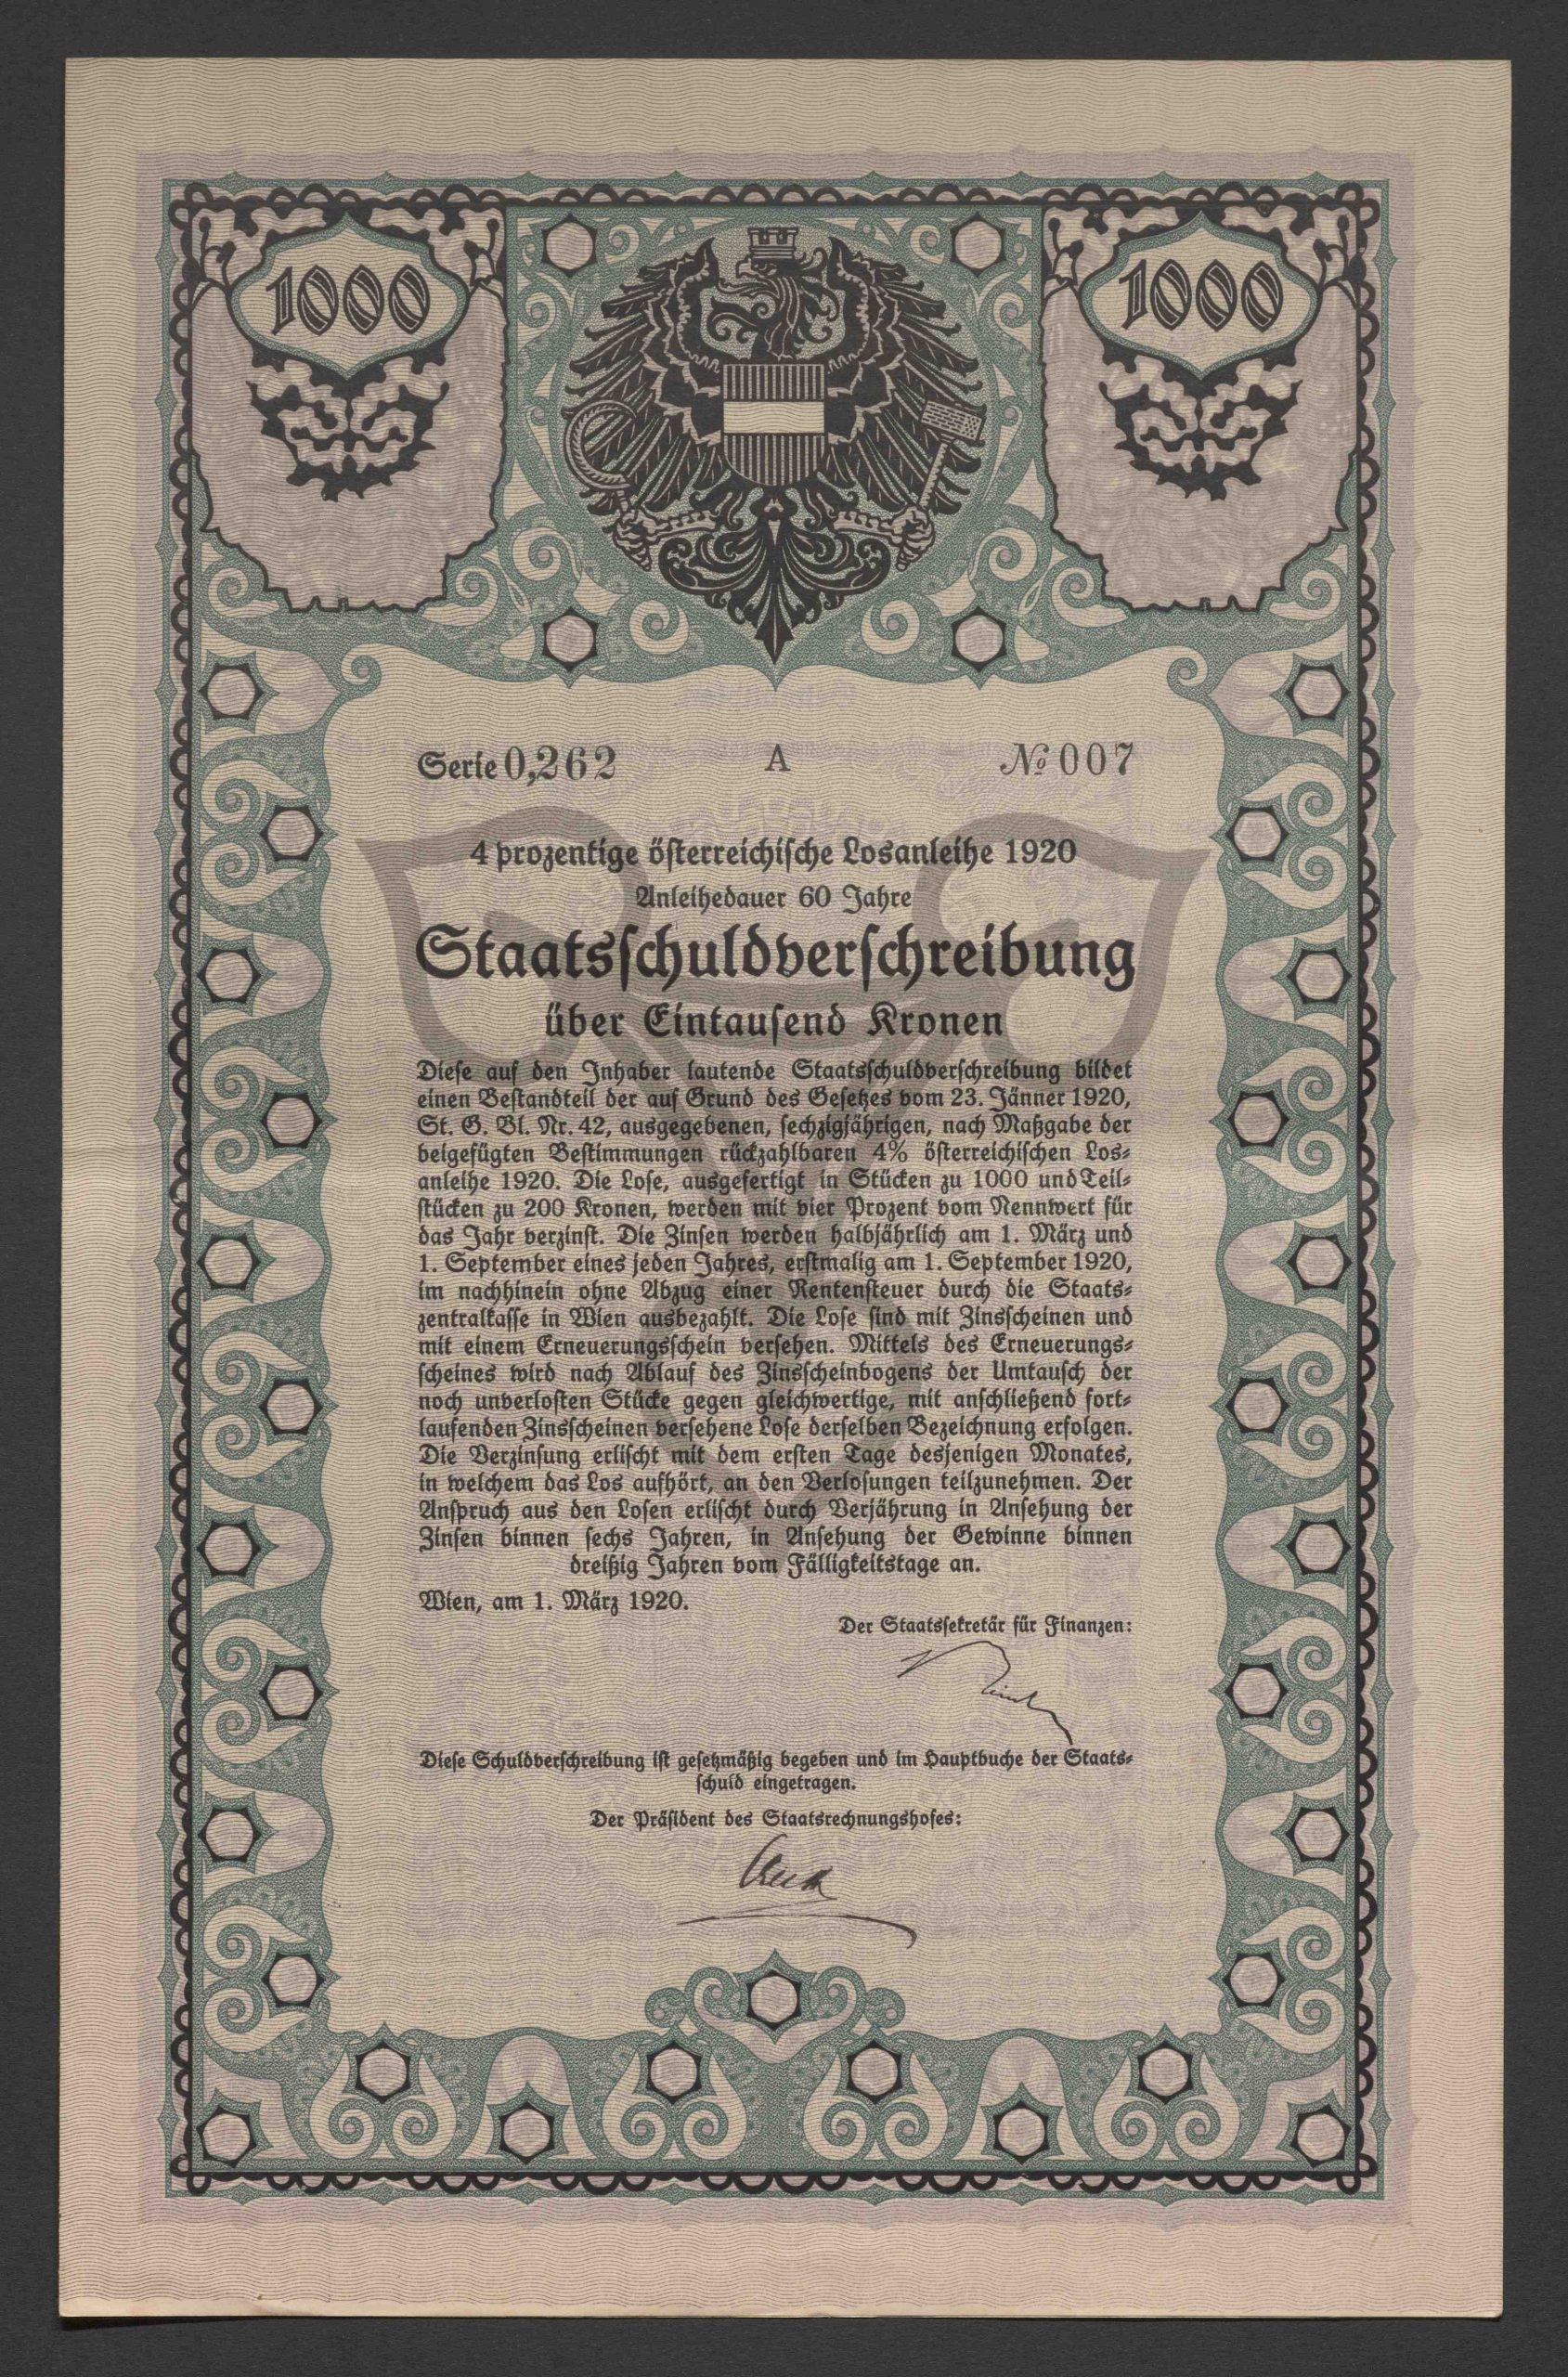 1000 1000
Serie 0,262 A № 007
4 prozentige österreichische Losanleihe 1920
Anleihedauer 60 Jahre
Staatsschuldverschreibung
über Eintausend Kronen
Diese auf den Inhaber lautende Staatsschuldverschreibung bildet
einen Bestandteil der auf Grund des Gesetzes vom 23. Jänner 1920,
St. G. Bl. Nr. 42, ausgegebenen, sechzigjährigen, nach Maßgabe der
beigefügten Bestimmungen rückzahlbaren 4% österreichischen Los-
anleihe 1920. Die Lose, ausgefertigt in Stücken zu 1000 und Teil-
stücken zu 200 Kronen, werden mit vier Prozent vom Nennwert für
das Jahr verzinst. Die Zinsen werden halbjährlich am 1. März und
1. September eines jeden Jahres, erstmalig am 1. September 1920,
im nachhinein ohne Abzug einer Rentensteuer durch die Staats-
zentralkasse in Wien ausbezahlt. Die Lose sind mit Zinsscheinen und
mit einem Erneuerungsschein versehen. Mittels des Erneuerungs-
scheines wird nach Ablauf des Zinsscheinbogens der Umtausch der
noch unverlosten Stücke gegen gleichwertige, mit anschließend fort-
laufenden Zinsscheinen versehene Lose derselben Bezeichnung erfolgen.
Die Verzinsung erlischt mit dem ersten Tage desjenigen Monates,
in welchem das Los aufhört, an den Verlosungen teilzunehmen. Der
Anspruch aus den Losen erlischt durch Verjährung in Ansehung der
Zinsen binnen sechs Jahren, in Ansehung der Gewinne binnen
dreißig Jahren vom Fälligkeitstage an.
Wien, am 1. März 1920.
Der Staatssekretär für Finanzen:
Diese Schuldverschreibung ist gesetzmäßig begeben und im Hauptbuche der Staats-
schuld eingetragen.
Der Präsident des Staatsrechnungshofes: